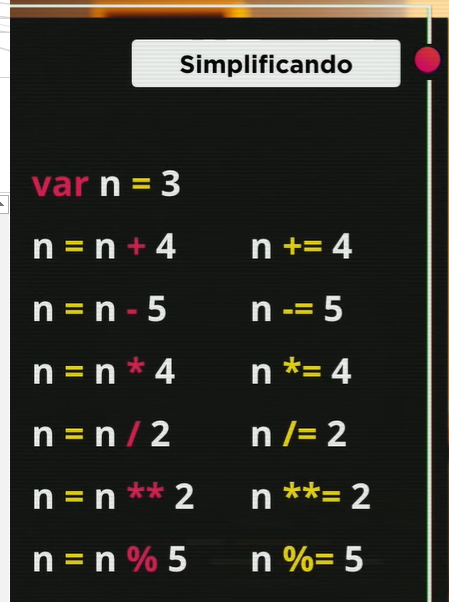 Simplificando
var n = 3
n = n + 4 n += 4
n = n - 5 n -= 5
n = n * 4 n *= 4
n = n / 2 n /= 2
n = n ** 2 n **= 2
n = n % 5 n %= 5